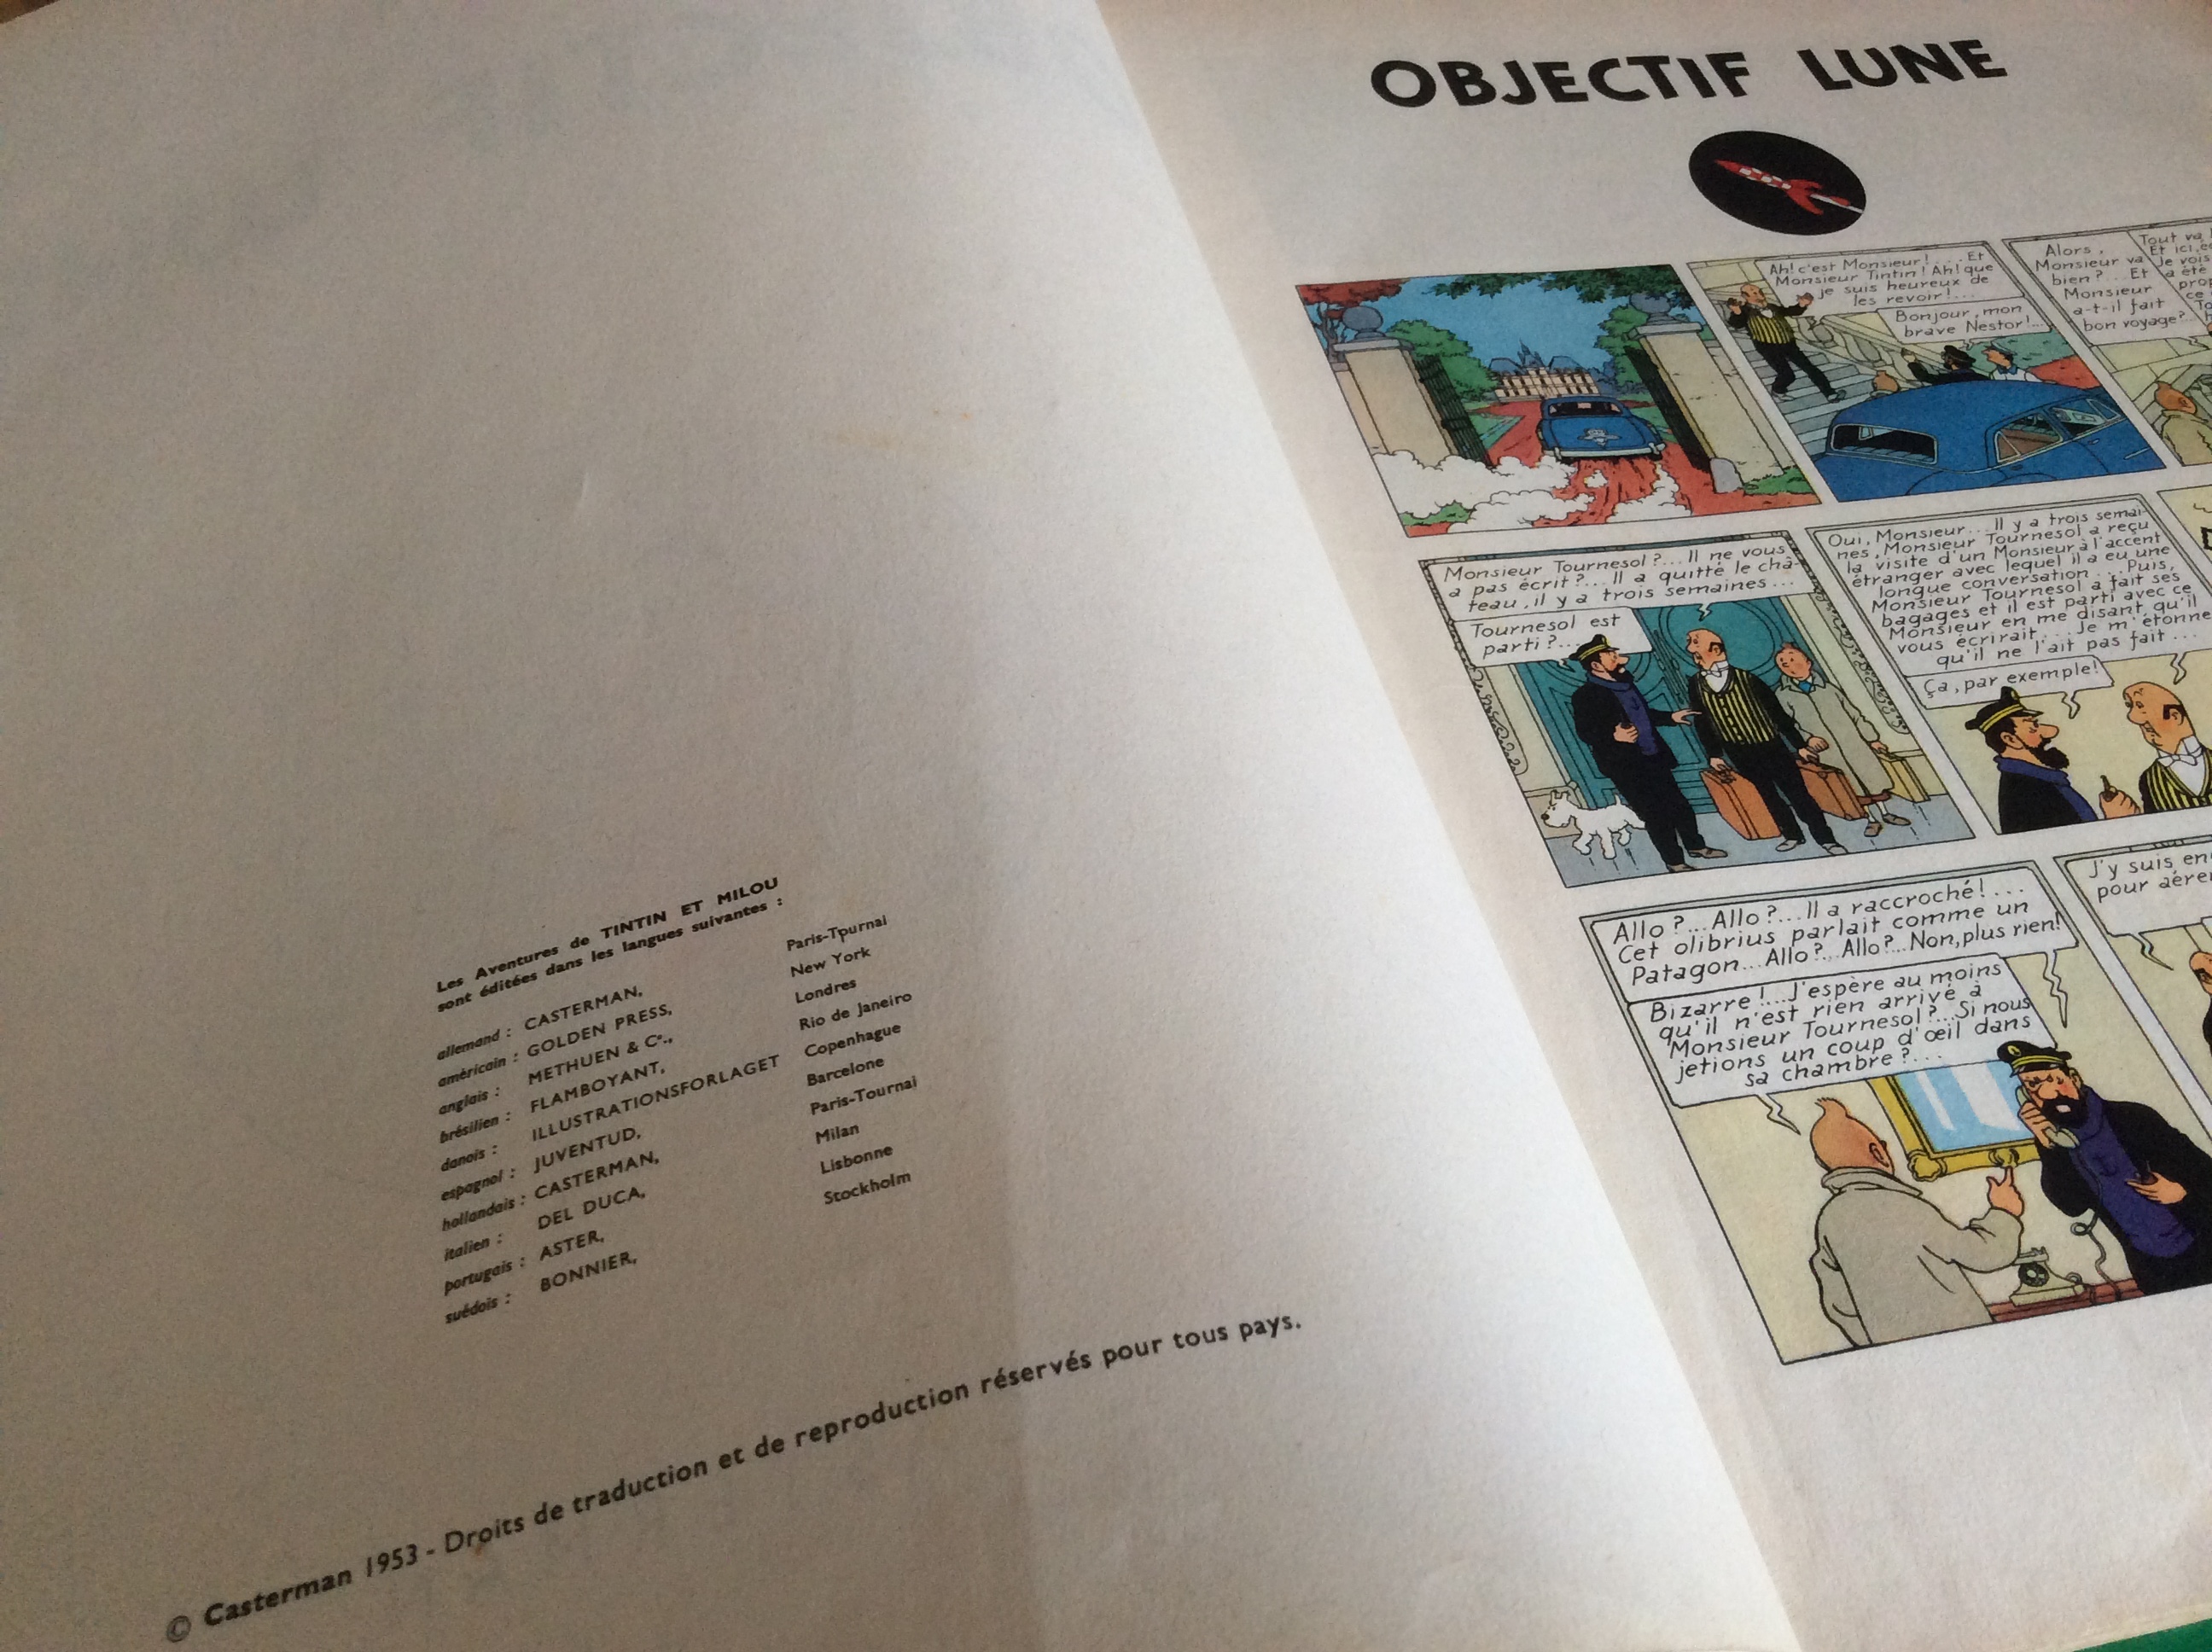 Les Aventures de TINTIN ET MILOU
sont éditées dans les langues suivantes :
allemand : CASTERMAN, Paris-Tournai
américain : GOLDEN PRESS, New York
anglais : METHUEN & Co., Londres
brésilien : FLAMBOYANT, Rio de Janeiro
danois : ILLUSTRATIONSFORLAGET Copenhague
espagnol : JUVENTUD, Barcelone
hollandais : CASTERMAN, Paris-Tournai
italien : DEL DUCA, Milan
portugais : ASTER, Lisbonne
suédois : BONNIER, Stockholm
© Casterman 1953 - Droits de traduction et de reproduction réservés pour tous pays.
OBJECTIF LUNE
Ah! c'est Monsieur!.... Et
Monsieur Tintin! Ah! que
je suis heureux de
les revoir!...
Bonjour, mon
brave Nestor!...
Alors,
Monsieur va
bien?... Et
Monsieur
a-t-il fait
bon voyage?...
Tout va
Et ici,
Je vois
a été
ce
Monsieur Tournesol?... Il ne vous
a pas écrit?... Il a quitté le châ-
teau, il y a trois semaines...
Tournesol est
parti?...
Oui, Monsieur... Il y a trois semai-
nes, Monsieur Tournesol a reçu
la visite d'un Monsieur à l'accent
étranger avec lequel il a eu une
longue conversation... Puis,
Monsieur Tournesol a fait ses
bagages et il est parti avec ce
Monsieur en me disant qu'il
vous écrirait... Je m'étonne
qu'il ne l'ait pas fait...
Ça, par exemple!
Allo?...Allo?...Il a raccroché!...
Cet olibrius parlait comme un
Patagon...Allo?...Allo?...Non, plus rien!
Bizarre!...J'espère au moins
qu'il n'est rien arrivé à
Monsieur Tournesol?...Si nous
jetions un coup d'œil dans
sa chambre?...
J'y suis
pour